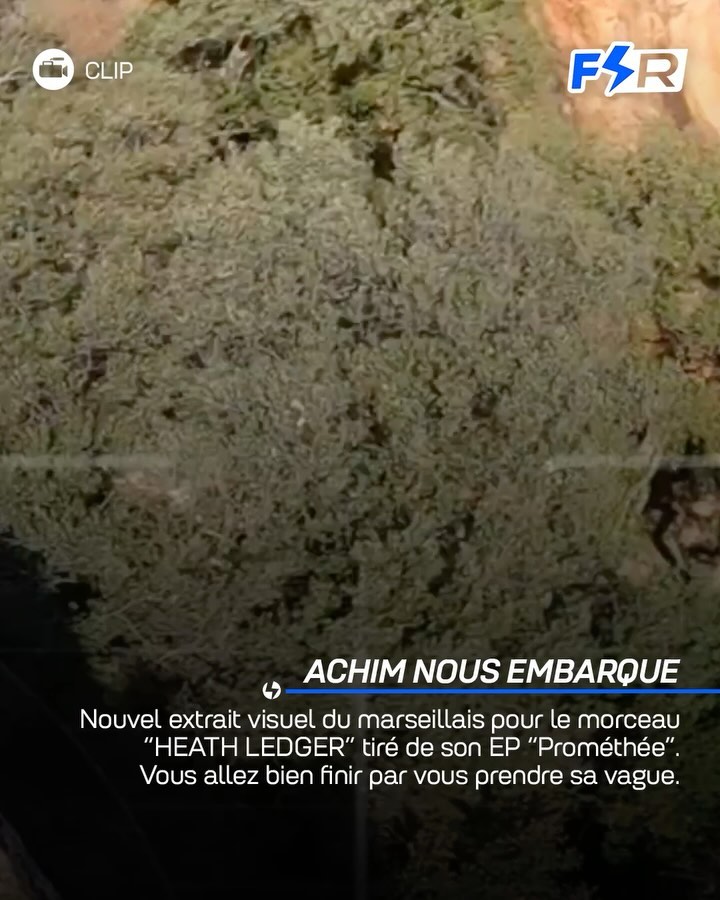 CLIP
FSR
ACHIM NOUS EMBARQUE
Nouvel extrait visuel du marseillais pour le morceau
“HEATH LEDGER” tiré de son EP “Prométhée”.
Vous allez bien finir par vous prendre sa vague.